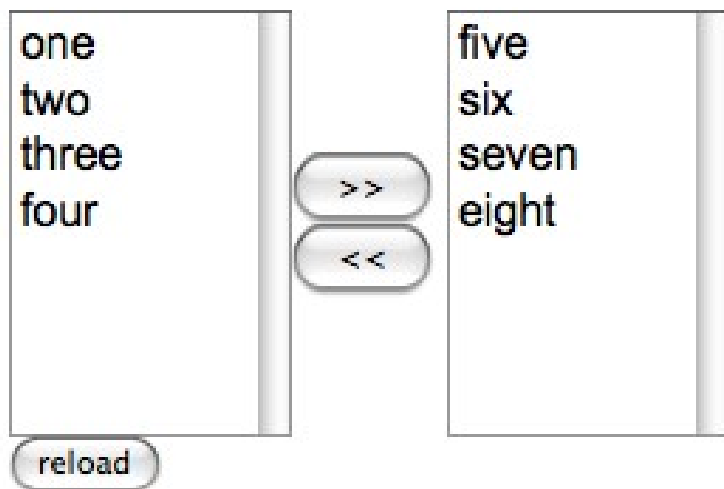 one
two
three
four
>>
<<
five
six
seven
eight
reload